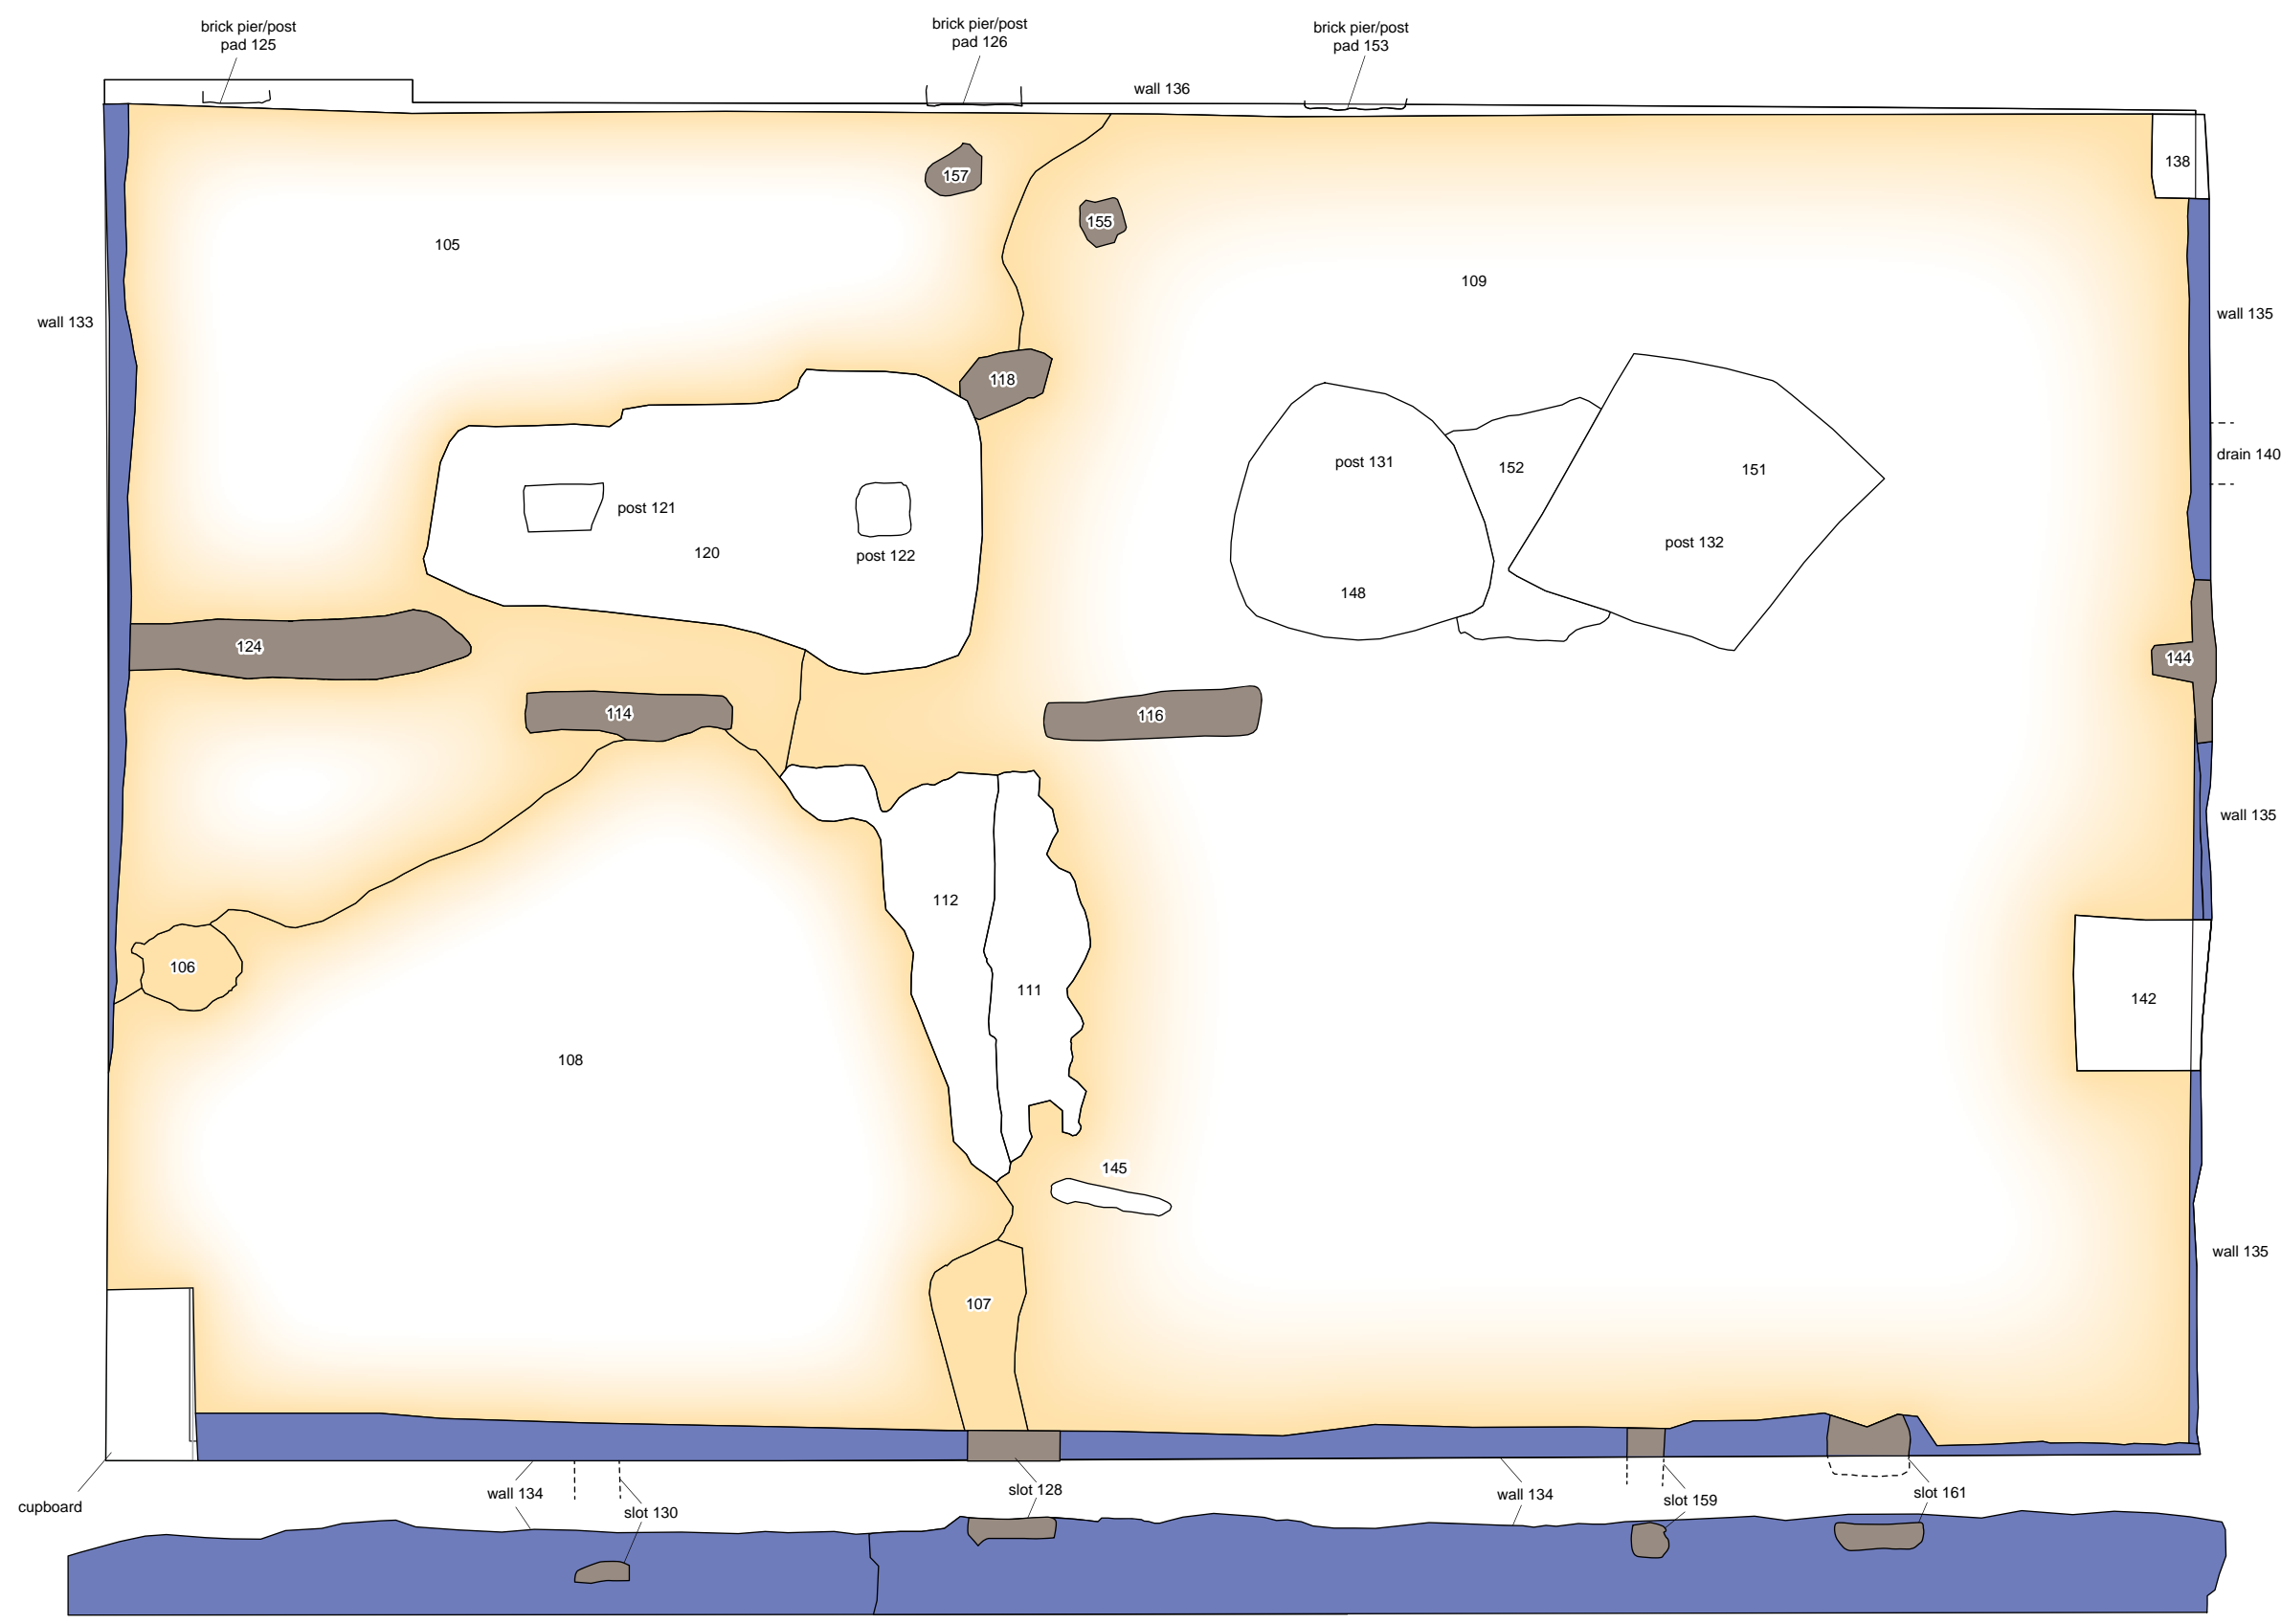 brick pier/post
pad 125
brick pier/post
pad 126
brick pier/post
pad 153
wall 136
138
157
155
105
109
wall 133
wall 135
118
drain 140
post 131
152
151
post 121
120
post 122
post 132
148
124
144
114
116
wall 135
112
106
111
142
108
145
wall 135
107
cupboard
wall 134
slot 130
slot 128
wall 134
slot 159
slot 161